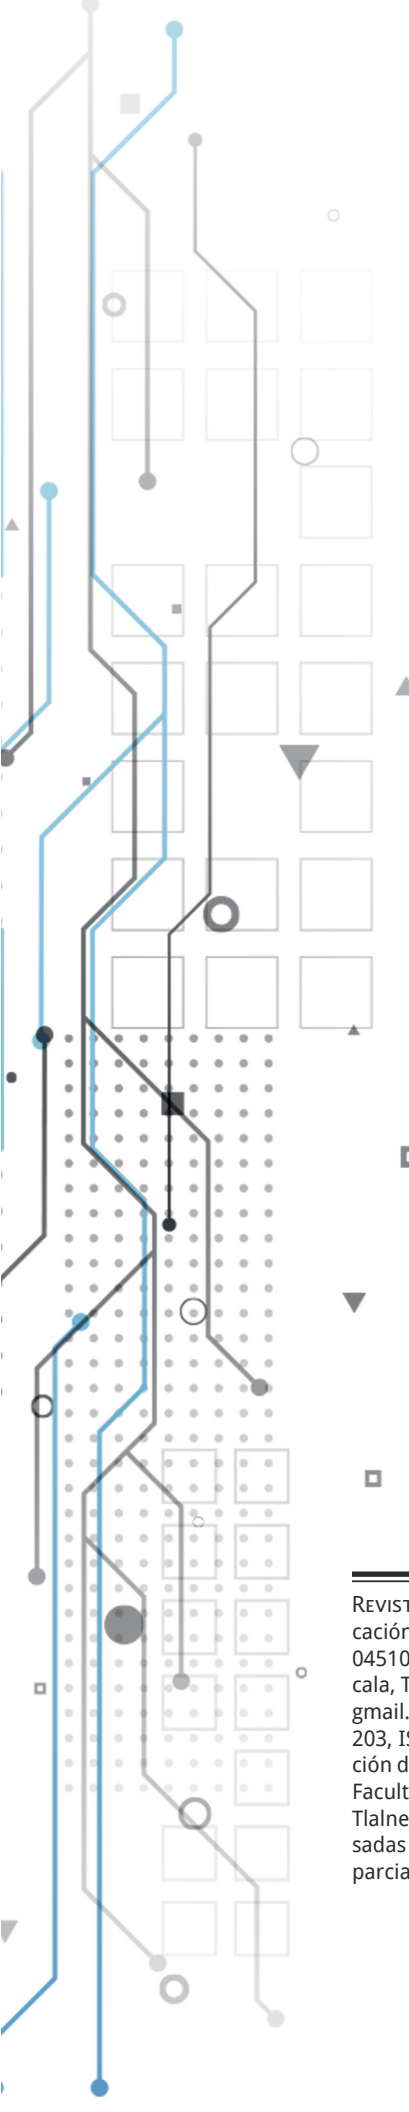 REVIST
cación
04510
cala, T
gmail.
203, IS
ción d
Facult
Tlalne
sadas
parcia